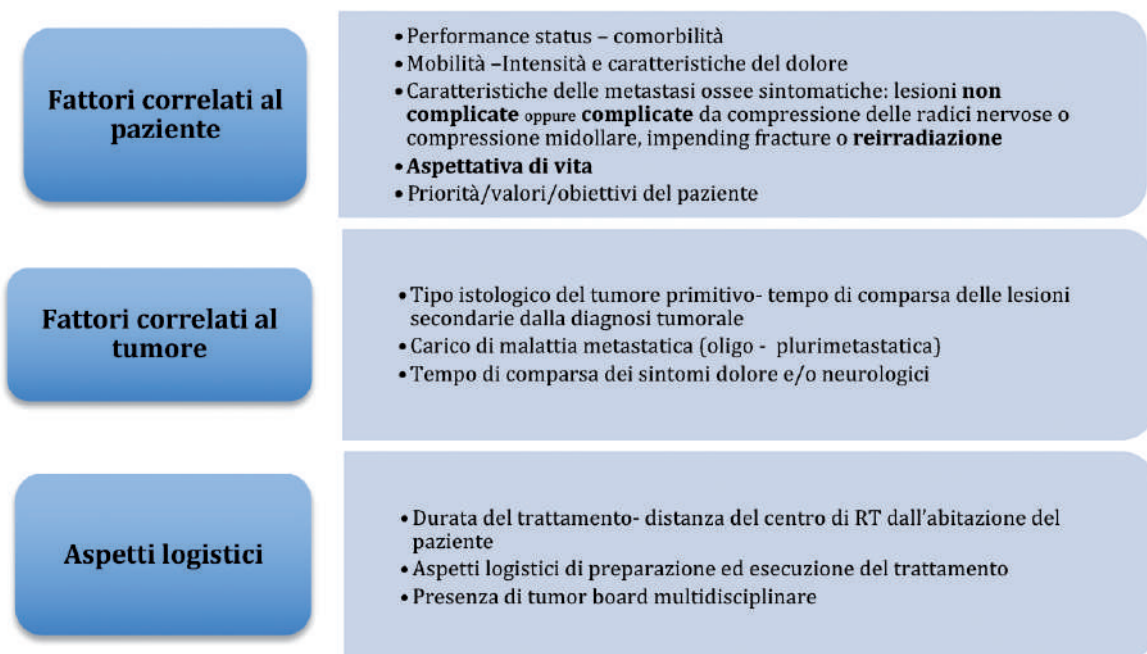 Fattori correlati al
paziente
• Performance status – comorbilità
• Mobilità –Intensità e caratteristiche del dolore
• Caratteristiche delle metastasi ossee sintomatiche: lesioni non
complicate oppure complicate da compressione delle radici nervose o
compressione midollare, impending fracture o reirradiazione
• Aspettativa di vita
• Priorità/valori/obiettivi del paziente
Fattori correlati al
tumore
• Tipo istologico del tumore primitivo- tempo di comparsa delle lesioni
secondarie dalla diagnosi tumorale
• Carico di malattia metastatica (oligo - plurimetastatica)
• Tempo di comparsa dei sintomi dolore e/o neurologici
Aspetti logistici
• Durata del trattamento- distanza del centro di RT dall'abitazione del
paziente
• Aspetti logistici di preparazione ed esecuzione del trattamento
• Presenza di tumor board multidisciplinare